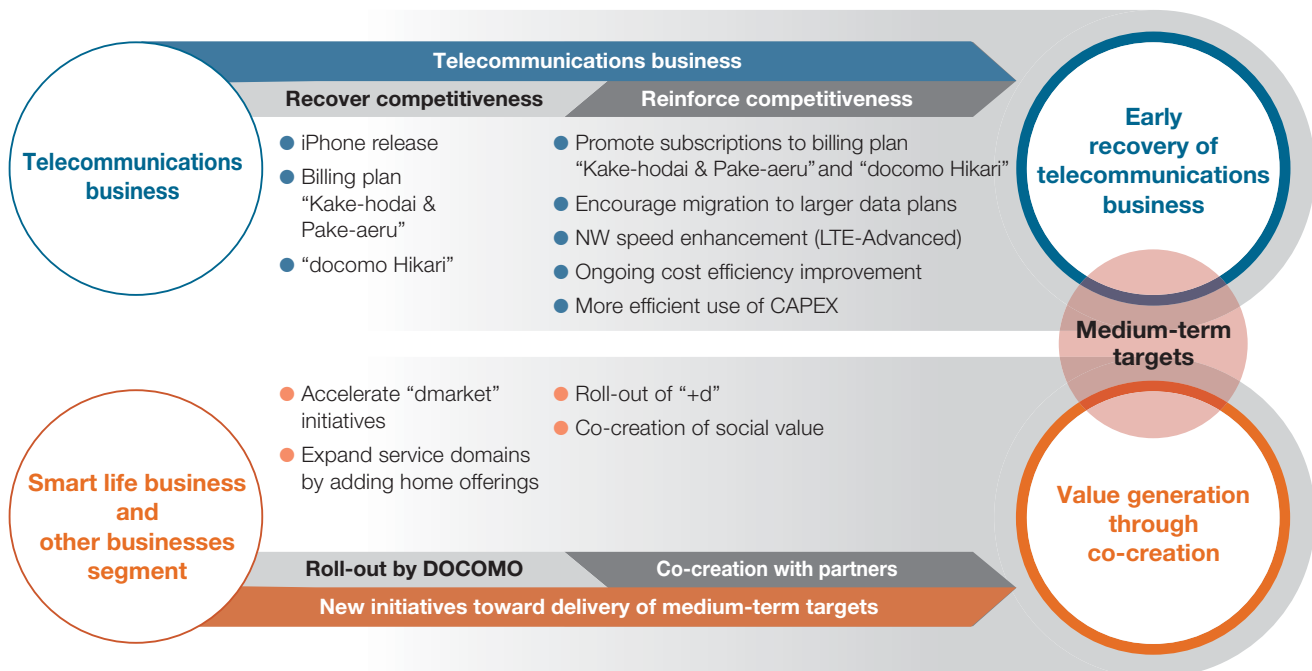 Telecommunications business
Recover competitiveness
Reinforce competitiveness
Telecommunications
business
iPhone release
Billing plan
“Kake-hodai &
Pake-aeru”
“docomo Hikari”
Promote subscriptions to billing plan
“Kake-hodai & Pake-aeru” and “docomo Hikari”
Encourage migration to larger data plans
NW speed enhancement (LTE-Advanced)
Ongoing cost efficiency improvement
More efficient use of CAPEX
Early
recovery of
telecommunications
business
Medium-term
targets
Smart life business
and
other businesses
segment
Accelerate “dmarket”
initiatives
Expand service domains
by adding home offerings
Roll-out of “+d”
Co-creation of social value
Value generation
through
co-creation
Roll-out by DOCOMO
Co-creation with partners
New initiatives toward delivery of medium-term targets